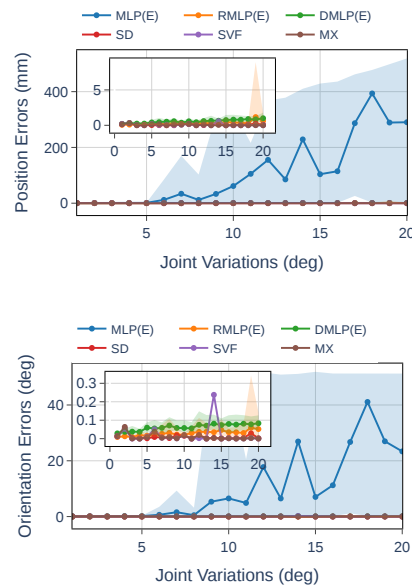 MLP(E) RMLP(E) DMLP(E)
SD SVF MX
Position Errors (mm)
400
200
0
5
0
0 5 10 15 20
5 10 15 20
Joint Variations (deg)
MLP(E) RMLP(E) DMLP(E)
SD SVF MX
Orientation Errors (deg)
40
20
0
0.3
0.2
0.1
0
0 5 10 15 20
5 10 15 20
Joint Variations (deg)